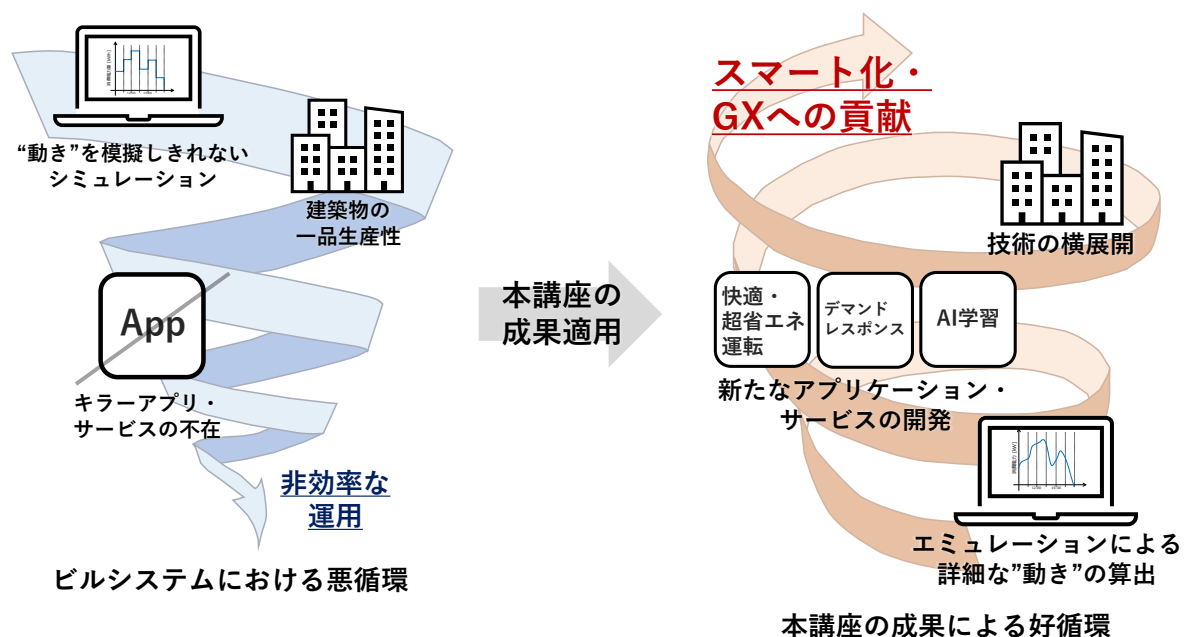 “動き”を模擬しきれない
シミュレーション
建築物の
一品生産性
App
キラーアプリ・
サービスの不在
非効率な
運用
ビルシステムにおける悪循環
本講座の
成果適用
スマート化・
GXへの貢献
技術の横展開
快適・
超省エネ
運転
デマンド
レスポンス
AI学習
新たなアプリケーション・
サービスの開発
エミュレーションによる
詳細な”動き”の算出
本講座の成果による好循環